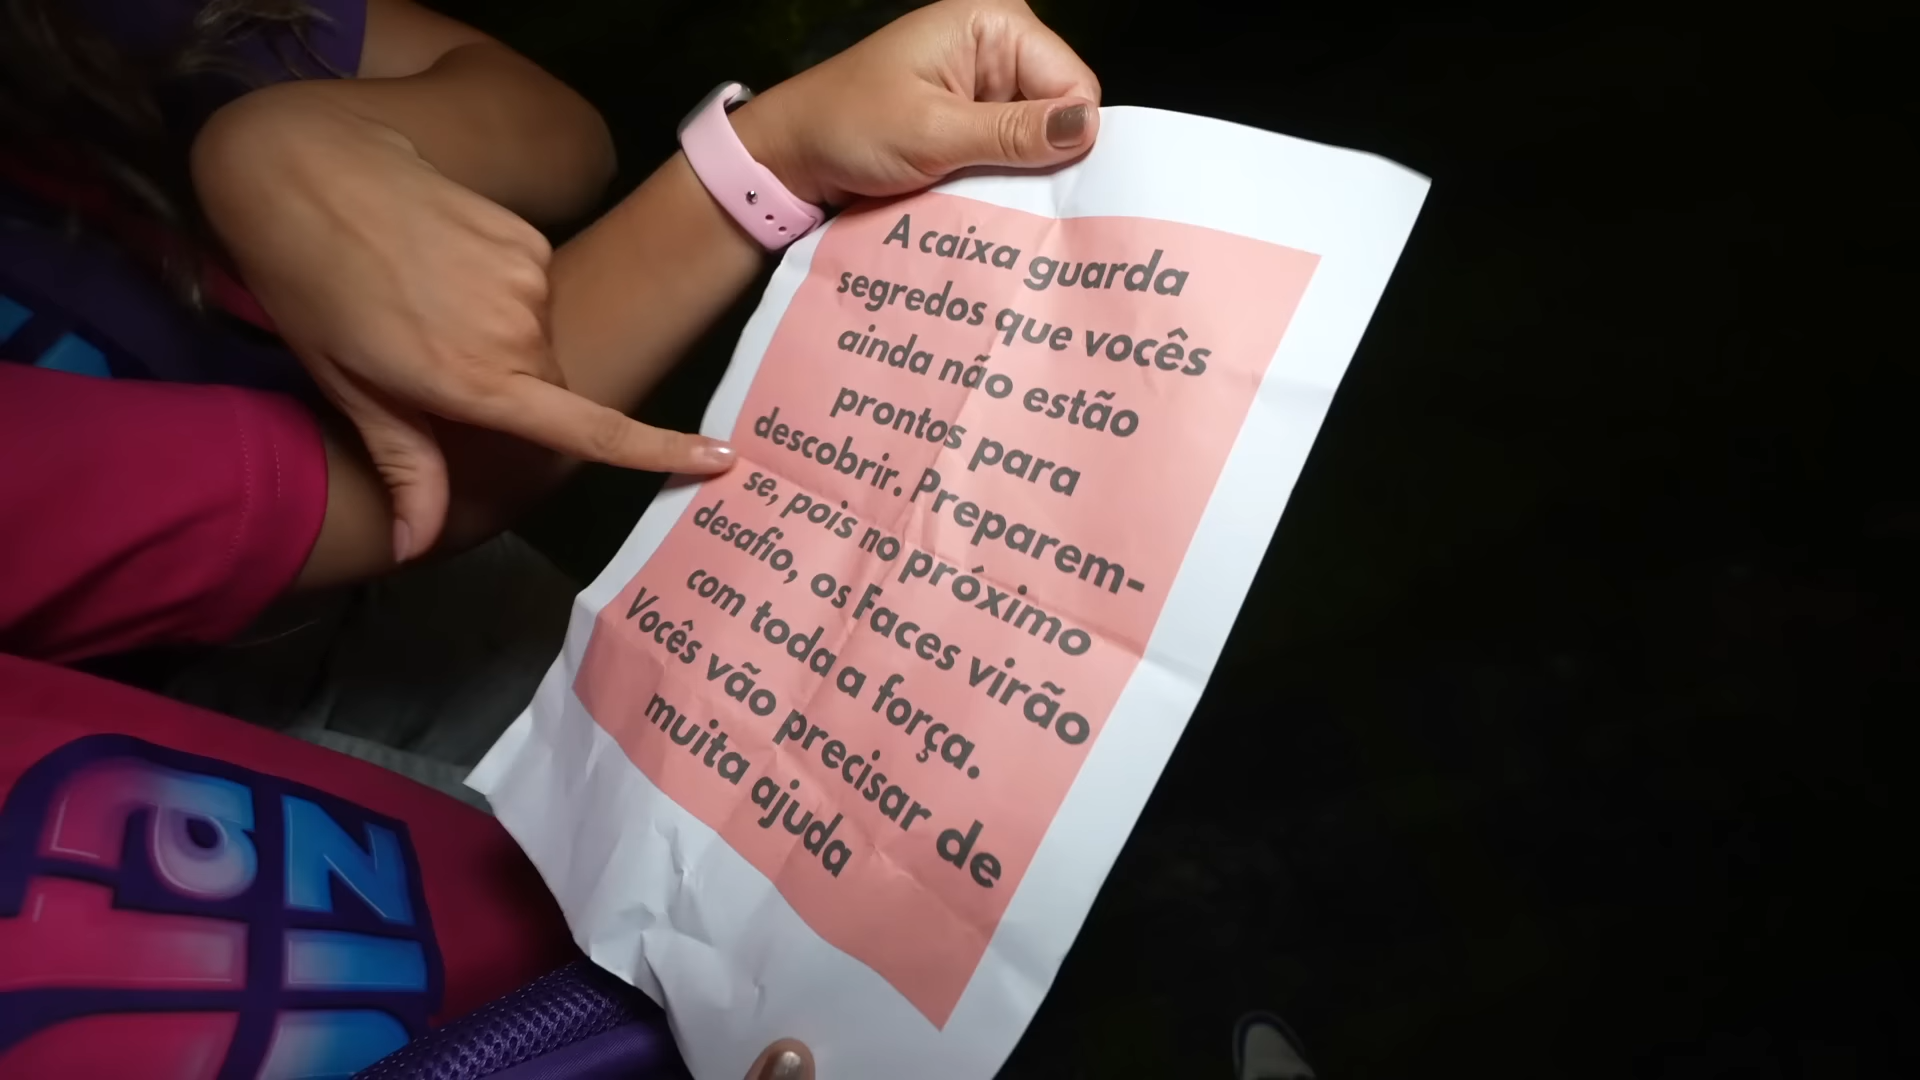 A caixa guarda
segredos que vocês
ainda não estão
prontos para
descobrir. Preparem-
se, pois no próximo
desafio, os Faces virão
com toda a força.
Vocês vão precisar de
muita ajuda